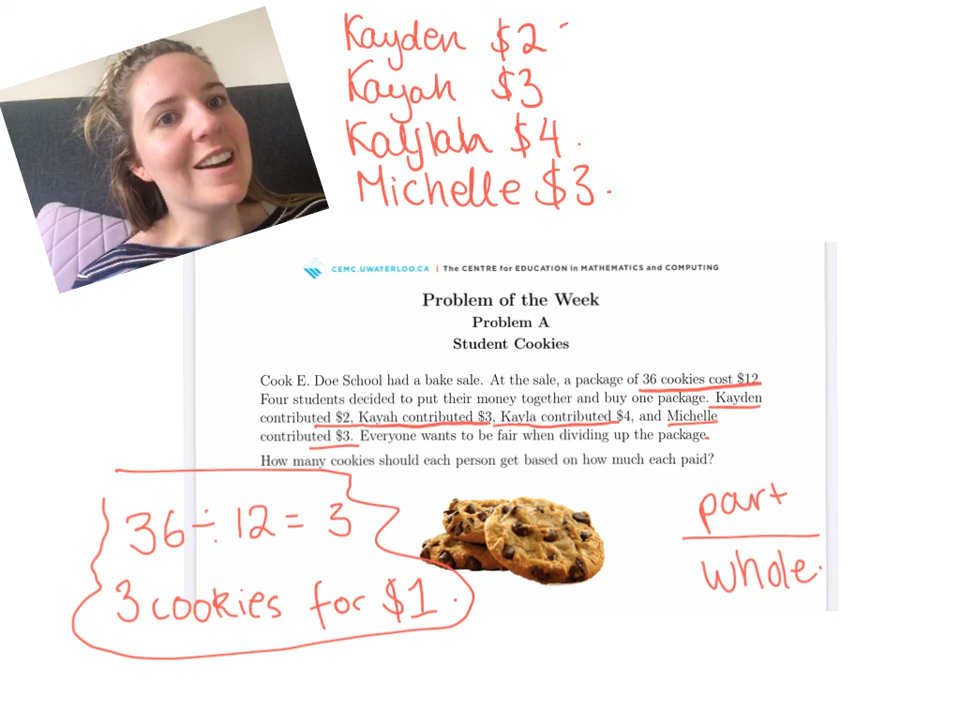 Kayden $2
Kayah $3
Kaylah $4.
Michelle $3.
CEMC.UWATERLOO.CA | The CENTRE for EDUCATION in MATHEMATICS and COMPUTING
Problem of the Week
Problem A
Student Cookies
Cook E. Doe School had a bake sale. At the sale, a package of 36 cookies cost $12.
Four students decided to put their money together and buy one package. Kayden
contributed $2, Kayah contributed $3, Kayla contributed $4, and Michelle
contributed $3. Everyone wants to be fair when dividing up the package.
How many cookies should each person get based on how much each paid?
36 ÷ 12 = 3
3 cookies for $1.
part
whole.